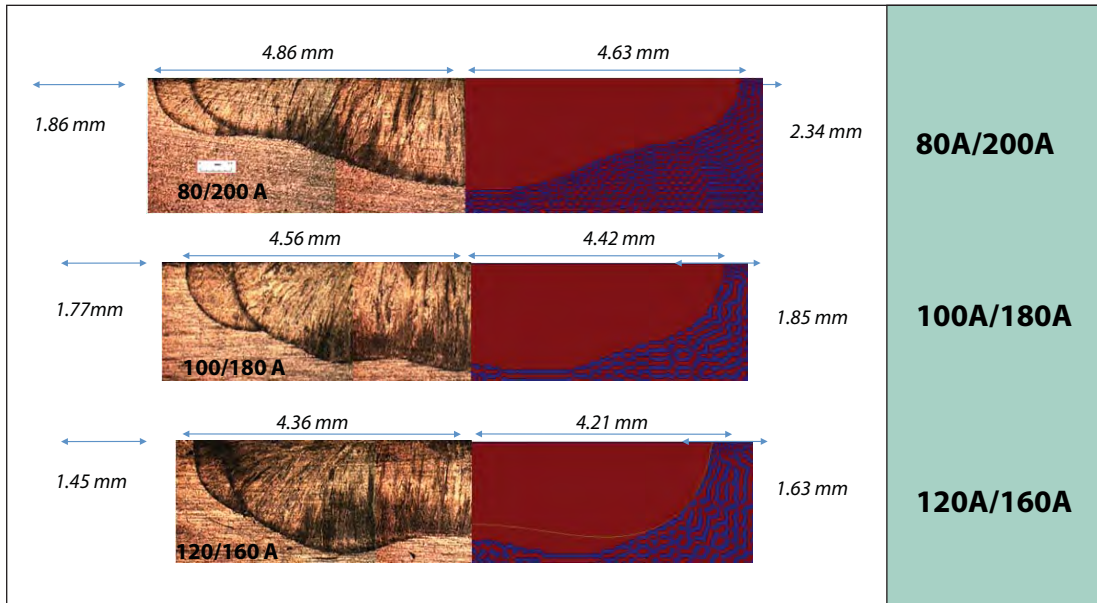 4.86 mm
4.63 mm
1.86 mm
2.34 mm
80/200 A
80A/200A
4.56 mm
4.42 mm
1.77mm
1.85 mm
100/180 A
100A/180A
4.36 mm
4.21 mm
1.45 mm
1.63 mm
120/160 A
120A/160A